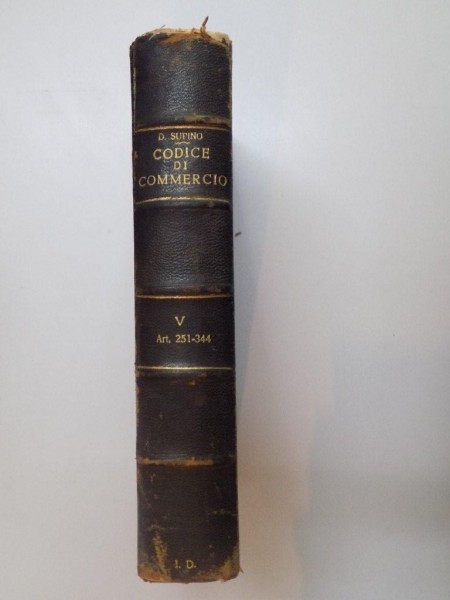 D. SUPINO
CODICE
DI
COMMERCIO
V
Art. 251-344
I. D.